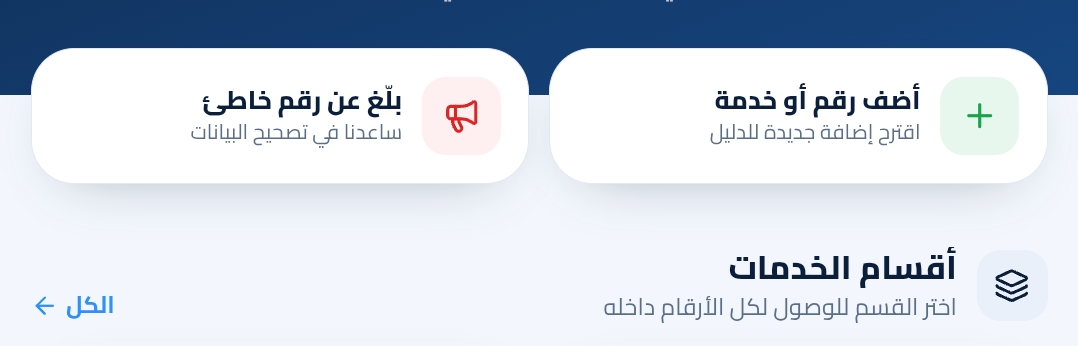 أضف رقم أو خدمة
اقترح إضافة جديدة للدليل
بلّغ عن رقم خاطئ
ساعدنا في تصحيح البيانات
أقسام الخدمات
اختر القسم للوصول لكل الأرقام داخله
الكل